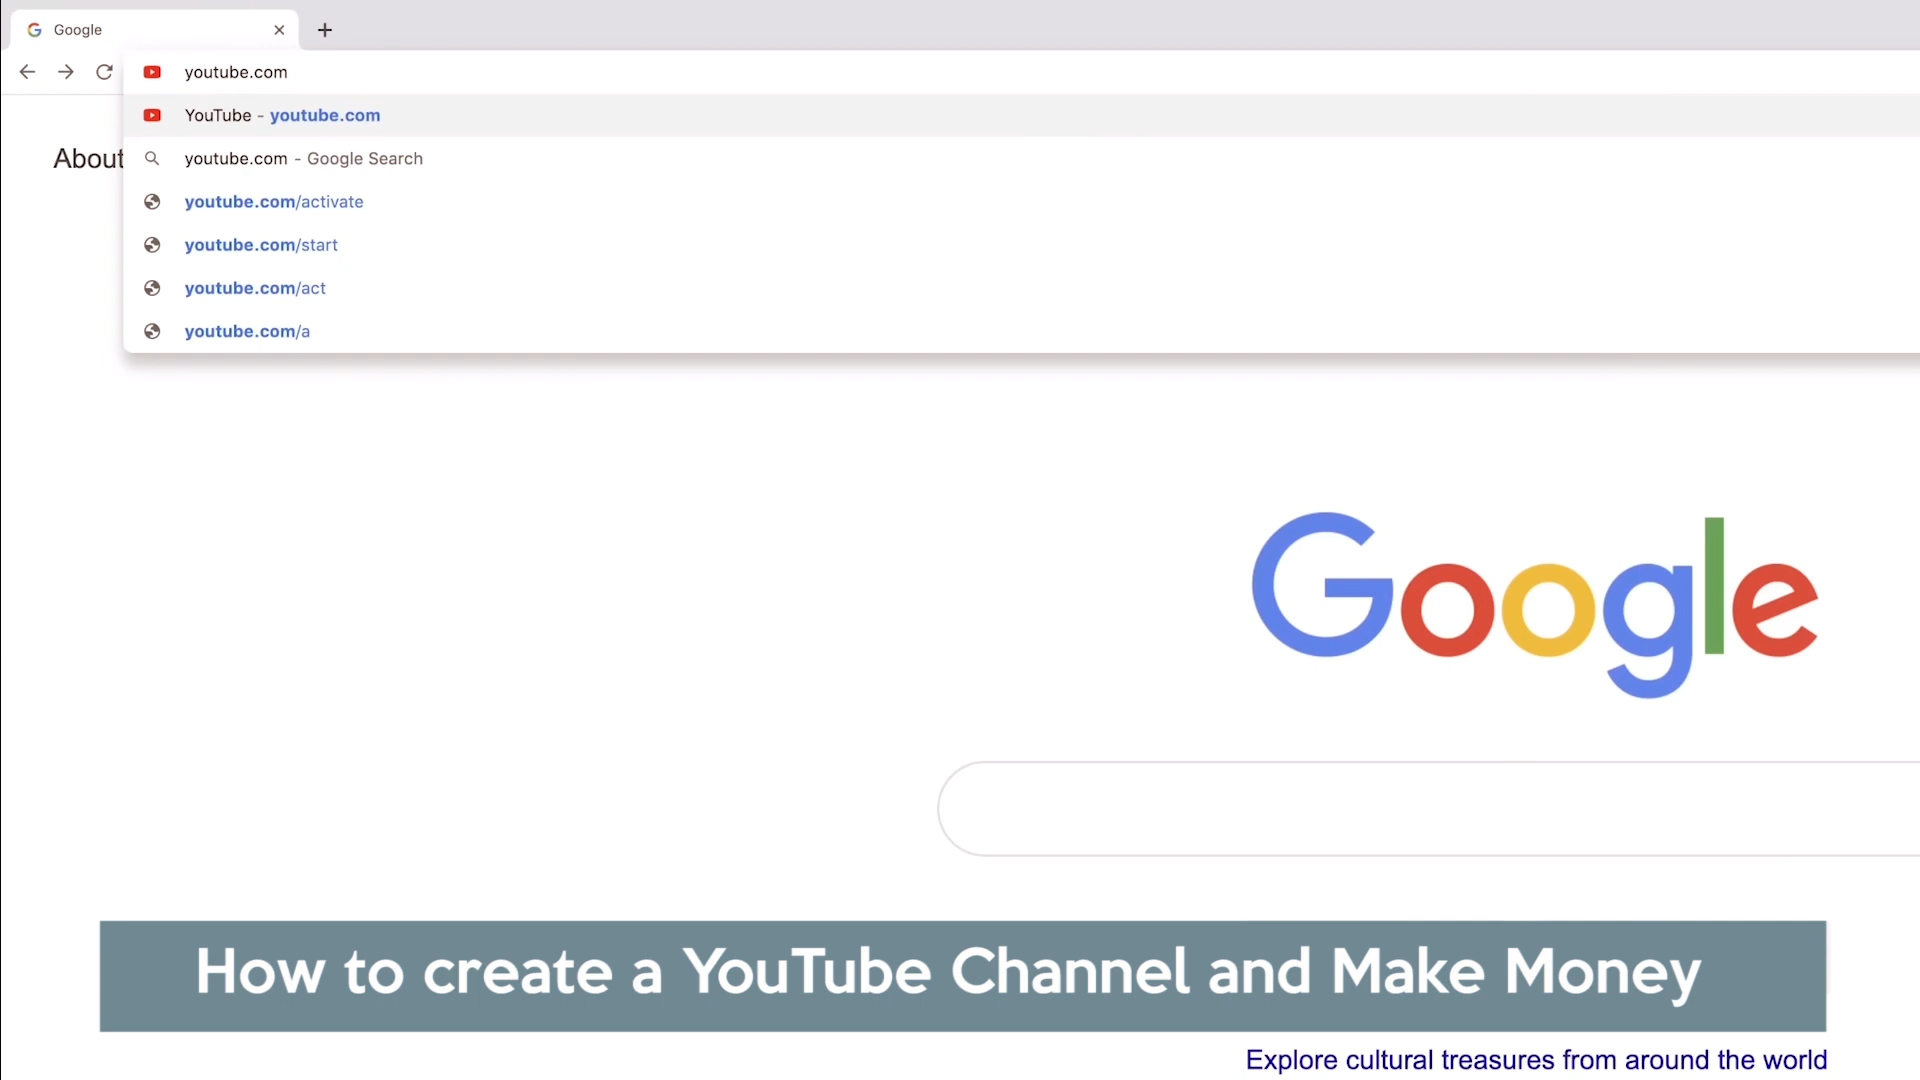 Google
youtube.com
YouTube - youtube.com
About
youtube.com - Google Search
youtube.com/activate
youtube.com/start
youtube.com/act
youtube.com/a
Google
How to create a YouTube Channel and Make Money
Explore cultural treasures from around the world